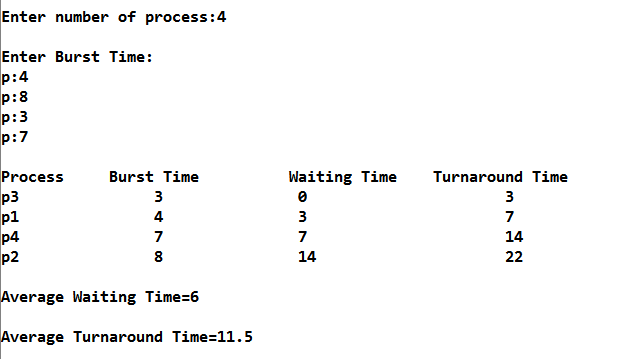 Enter number of process:4
Enter Burst Time:
p:4
p:8
p:3
p:7
Process Burst Time Waiting Time Turnaround Time
p3 3 0 3
p1 4 3 7
p4 7 7 14
p2 8 14 22
Average Waiting Time=6
Average Turnaround Time=11.5